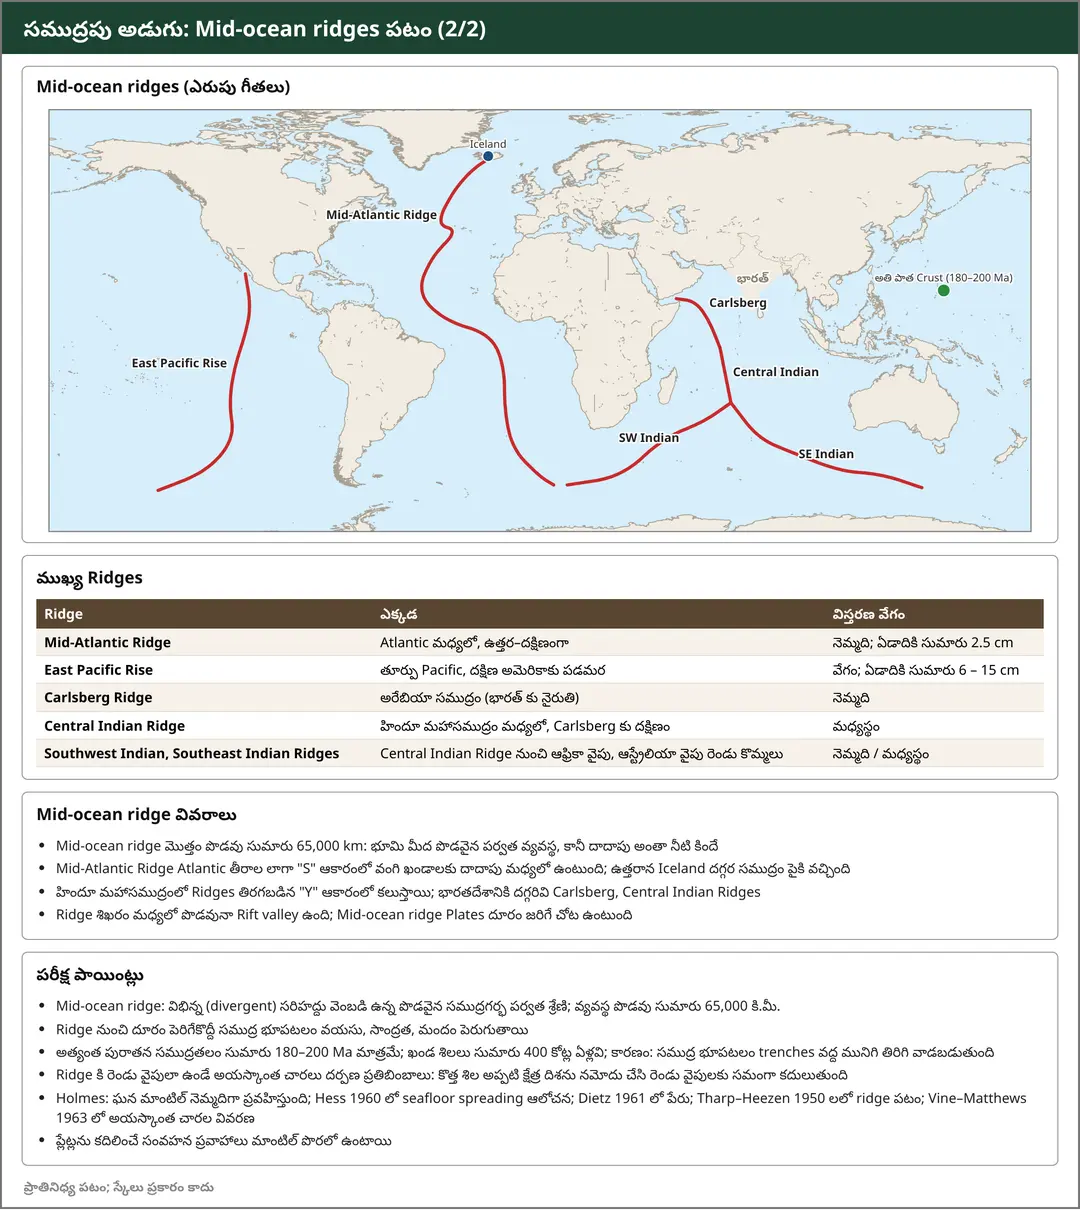 సముద్రపు అడుగు: Mid-ocean ridges పటం (2/2)
Mid-ocean ridges (ఎరుపు గీతలు)
Iceland
Mid-Atlantic Ridge
భారత్
అతి పాత Crust (180–200 Ma)
Carlsberg
East Pacific Rise
Central Indian
SW Indian
SE Indian
ముఖ్య Ridges
Ridge ఎక్కడ విస్తరణ వేగం
Mid-Atlantic Ridge Atlantic మధ్యలో, ఉత్తర–దక్షిణంగా నెమ్మది; ఏడాదికి సుమారు 2.5 cm
East Pacific Rise తూర్పు Pacific, దక్షిణ అమెరికాకు పడమర వేగం; ఏడాదికి సుమారు 6 – 15 cm
Carlsberg Ridge అరేబియా సముద్రం (భారత్ కు నైరుతి) నెమ్మది
Central Indian Ridge హిందూ మహాసముద్రం మధ్యలో, Carlsberg కు దక్షిణం మధ్యస్థం
Southwest Indian, Southeast Indian Ridges Central Indian Ridge నుంచి ఆఫ్రికా వైపు, ఆస్ట్రేలియా వైపు రెండు కొమ్మలు నెమ్మది / మధ్యస్థం
Mid-ocean ridge వివరాలు
• Mid-ocean ridge మొత్తం పొడవు సుమారు 65,000 km: భూమి మీద పొడవైన పర్వత వ్యవస్థ, కానీ దాదాపు అంతా నీటి కిందే
• Mid-Atlantic Ridge Atlantic తీరాల లాగా "S" ఆకారంలో వంగి ఖండాలకు దాదాపు మధ్యలో ఉంటుంది; ఉత్తరాన Iceland దగ్గర సముద్రం పైకి వచ్చింది
• హిందూ మహాసముద్రంలో Ridges తిరగబడిన "Y" ఆకారంలో కలుస్తాయి; భారతదేశానికి దగ్గరివి Carlsberg, Central Indian Ridges
• Ridge శిఖరం మధ్యలో పొడవునా Rift valley ఉంది; Mid-ocean ridge Plates దూరం జరిగే చోట ఉంటుంది
పరీక్ష పాయింట్లు
• Mid-ocean ridge: విభిన్న (divergent) సరిహద్దు వెంబడి ఉన్న పొడవైన సముద్రగర్భ పర్వత శ్రేణి; వ్యవస్థ పొడవు సుమారు 65,000 కి.మీ.
• Ridge నుంచి దూరం పెరిగేకొద్దీ సముద్ర భూపటలం వయసు, సాంద్రత, మందం పెరుగుతాయి
• అత్యంత పురాతన సముద్రతలం సుమారు 180–200 Ma మాత్రమే; ఖండ శిలలు సుమారు 400 కోట్ల ఏళ్లవి; కారణం: సముద్ర భూపటలం trenches వద్ద మునిగి తిరిగి వాడబడుతుంది
• Ridge కి రెండు వైపులా ఉండే అయస్కాంత చారలు దర్పణ ప్రతిబింబాలు: కొత్త శిల అప్పటి క్షేత్ర దిశను నమోదు చేసి రెండు వైపులకు సమంగా కదులుతుంది
• Holmes: ఘన మాంటిల్ నెమ్మదిగా ప్రవహిస్తుంది; Hess 1960 లో seafloor spreading ఆలోచన; Dietz 1961 లో పేరు; Tharp–Heezen 1950 లలో ridge పటం; Vine–Matthews
1963 లో అయస్కాంత చారల వివరణ
• ప్లేట్లను కదిలించే సంవహన ప్రవాహాలు మాంటిల్ పొరలో ఉంటాయి
ప్రాతినిధ్య పటం; స్కేలు ప్రకారం కాదు